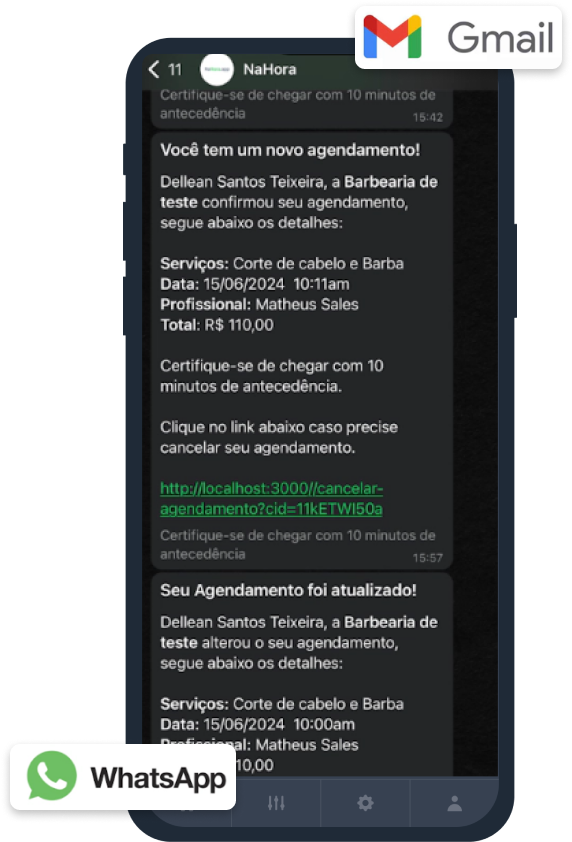 Gmail
11 NaHora
Certifique-se de chegar com 10 minutos de
antecedência
15:42
Você tem um novo agendamento!
Dellean Santos Teixeira, a Barbearia de
teste confirmou seu agendamento,
segue abaixo os detalhes:
Serviços: Corte de cabelo e Barba
Data: 15/06/2024 10:11am
Profissional: Matheus Sales
Total: R$ 110,00
Certifique-se de chegar com 10
minutos de antecedência.
Clique no link abaixo caso precise
cancelar seu agendamento.
http://localhost:3000//cancelar-
agendamento?cid=11kETWI50a
Certifique-se de chegar com 10 minutos de
antecedência
15:57
Seu Agendamento foi atualizado!
Dellean Santos Teixeira, a Barbearia de
teste alterou o seu agendamento,
segue abaixo os detalhes:
Serviços: Corte de cabelo e Barba
Data: 15/06/2024 10:00am
Profissional: Matheus Sales
10,00
WhatsApp